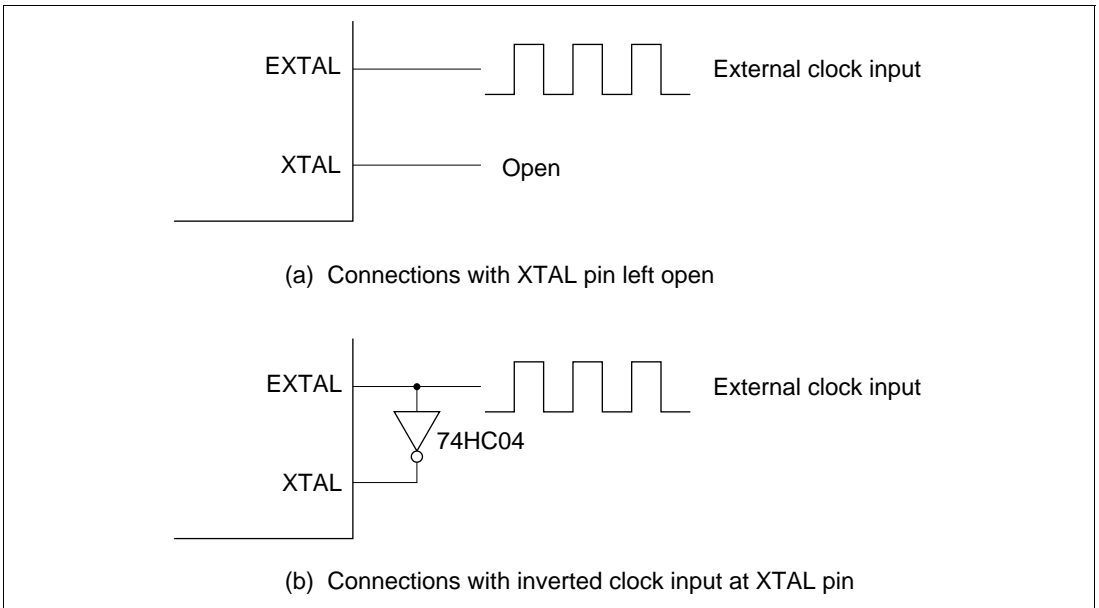 EXTAL
External clock input
XTAL
Open
(a) Connections with XTAL pin left open
EXTAL
External clock input
74HC04
XTAL
(b) Connections with inverted clock input at XTAL pin